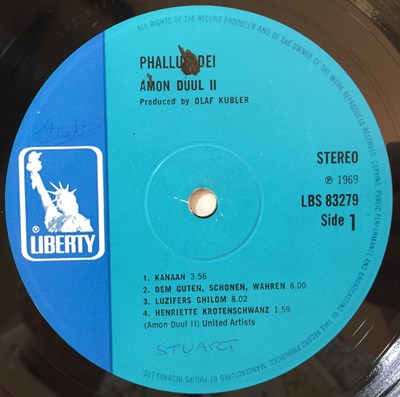 ALL RIGHTS OF THE RECORD PRODUCER AND OF THE OWNER OF THE WORK REPRODUCED RESERVED. COPYING, PUBLIC PERFORMANCE AND BROADCASTING OF THIS RECORD PROHIBITED. MANUFACTURED BY PHILIPS RECORDS LTD.
PHALLU DEI
AMON DUUL II
Produced by OLAF KUBLER
STEREO
℗ 1969
LBS 83279
Side 1
® LIBERTY
1. KANAAN 3.56
2. DEM GUTEN, SCHONEN, WAHREN 6.00
3. LUZIFERS GHILOM 8.02
4. HENRIETTE KROTENSCHWANZ 1.59
(Amon Duul II) United Artists
STUART